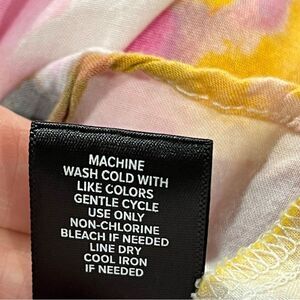 MACHINE
WASH COLD WITH
LIKE COLORS
GENTLE CYCLE
USE ONLY
NON-CHLORINE
BLEACH IF NEEDED
LINE DRY
COOL IRON
IF NEEDED